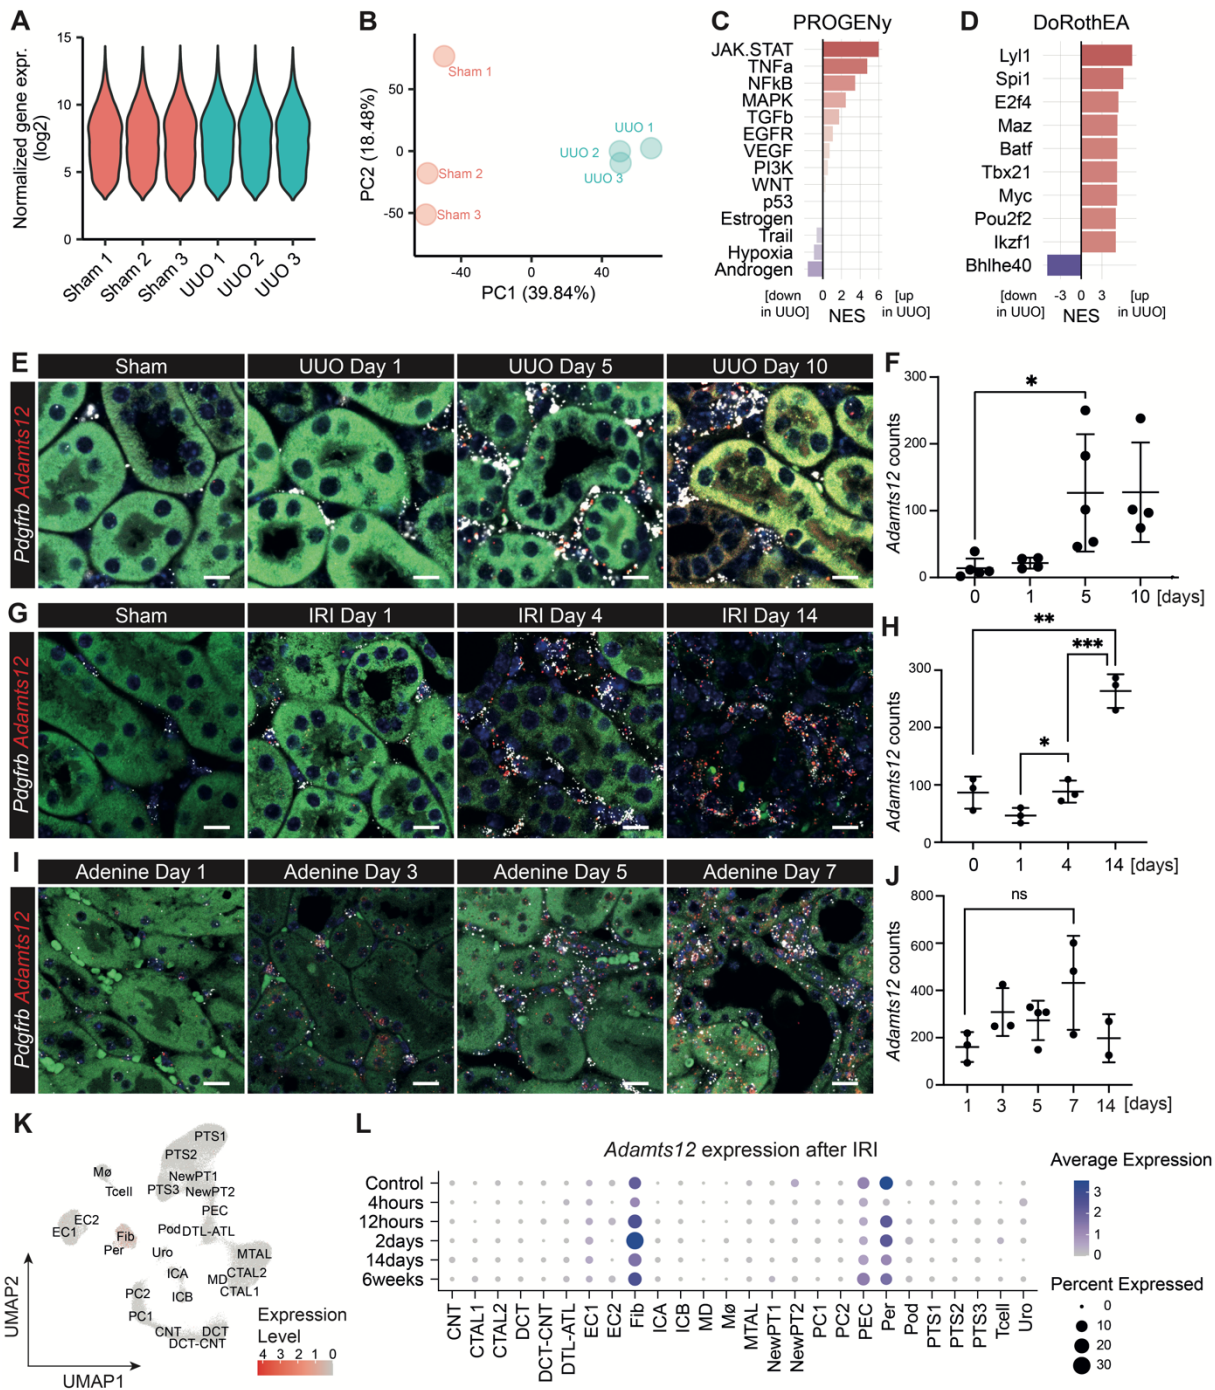 A
Normalized gene expr.
(log2)
15
10
5
0
Sham 1
Sham 2
Sham 3
UUO 1
UUO 2
UUO 3
B
PC2 (18.48%)
50
0
-50
Sham 1
Sham 2
Sham 3
UUO 1
UUO 2
UUO 3
-40
0
40
PC1 (39.84%)
C
PROGENy
JAK.STAT
TNFa
NFkB
MAPK
TGFb
EGFR
VEGF
PI3K
WNT
p53
Estrogen
Trail
Hypoxia
Androgen
[down in UUO]
0 2 4 6
[up in UUO]
NES
D
DoRothEA
Lyl1
Spi1
E2f4
Maz
Batf
Tbx21
Myc
Pou2f2
Ikzf1
Bhlhe40
[down in UUO]
-3 0 3
[up in UUO]
NES
E
Pdgfrb Adamts12
Sham
UUO Day 1
UUO Day 5
UUO Day 10
F
Adamts12 counts
300
200
100
0
*
0 1 5 10 [days]
G
Pdgfrb Adamts12
Sham
IRI Day 1
IRI Day 4
IRI Day 14
H
Adamts12 counts
300
200
100
0
**
***
*
0 1 4 14 [days]
I
Pdgfrb Adamts12
Adenine Day 1
Adenine Day 3
Adenine Day 5
Adenine Day 7
J
Adamts12 counts
800
600
400
200
0
ns
1 3 5 7 14 [days]
K
PTS1
PTS2
Mø
NewPT1
Tcell
PTS3
NewPT2
PEC
EC2
EC1
Fib
Pod
DTL-ATL
Per
Uro
MTAL
ICA
MD
CTAL2
CTAL1
PC2
ICB
PC1
CNT
DCT
DCT-CNT
UMAP2
UMAP1
Expression
Level
4 3 2 1 0
L
Adamts12 expression after IRI
Control
4hours
12hours
2days
14days
6weeks
CNT
CTAL1
CTAL2
DCT
DCT-CNT
DTL-ATL
EC1
EC2
Fib
ICA
ICB
MD
Mø
MTAL
NewPT1
NewPT2
PC1
PC2
PEC
Per
Pod
PTS1
PTS2
PTS3
Tcell
Uro
Average Expression
3
2
1
0
Percent Expressed
0
10
20
30